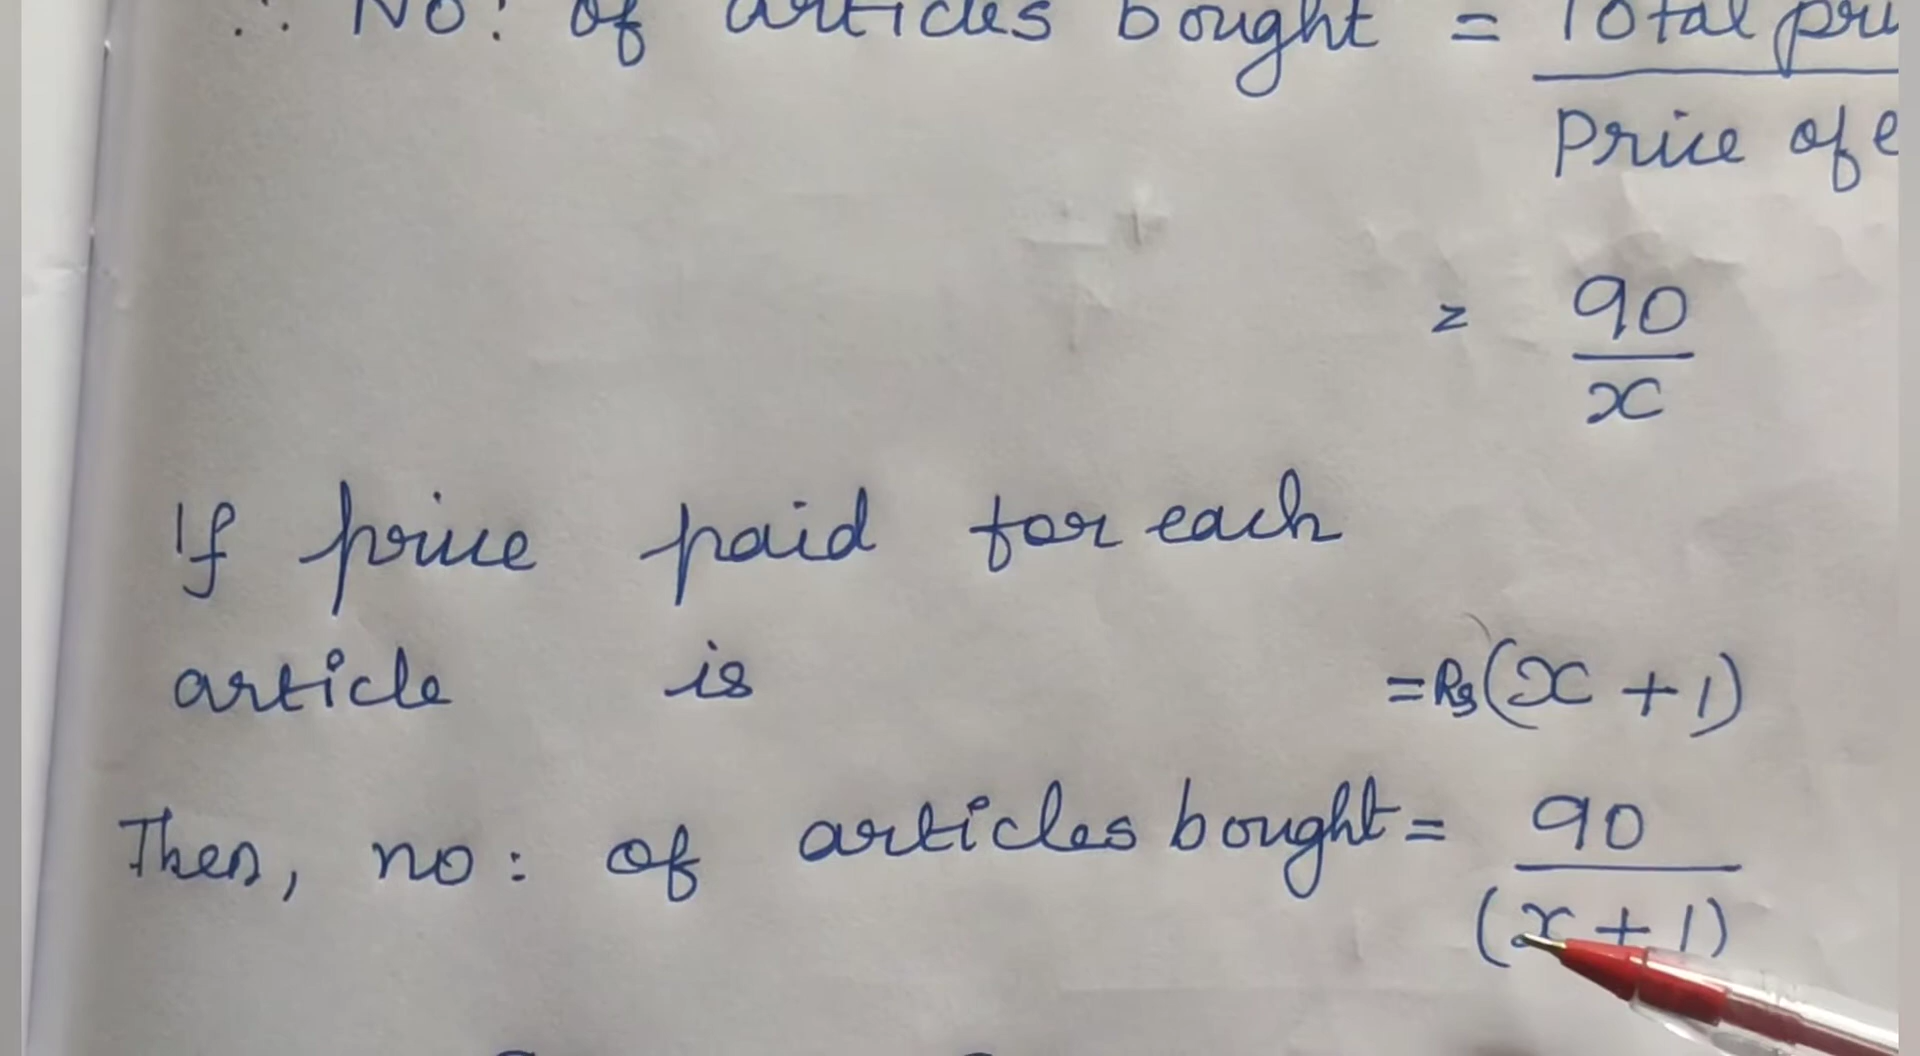 ∴ No: of articles bought = Total
Price of
= 90
x
If price paid for each
article is = Rs (x + 1)
Then, no: of articles bought = 90
(x + 1)